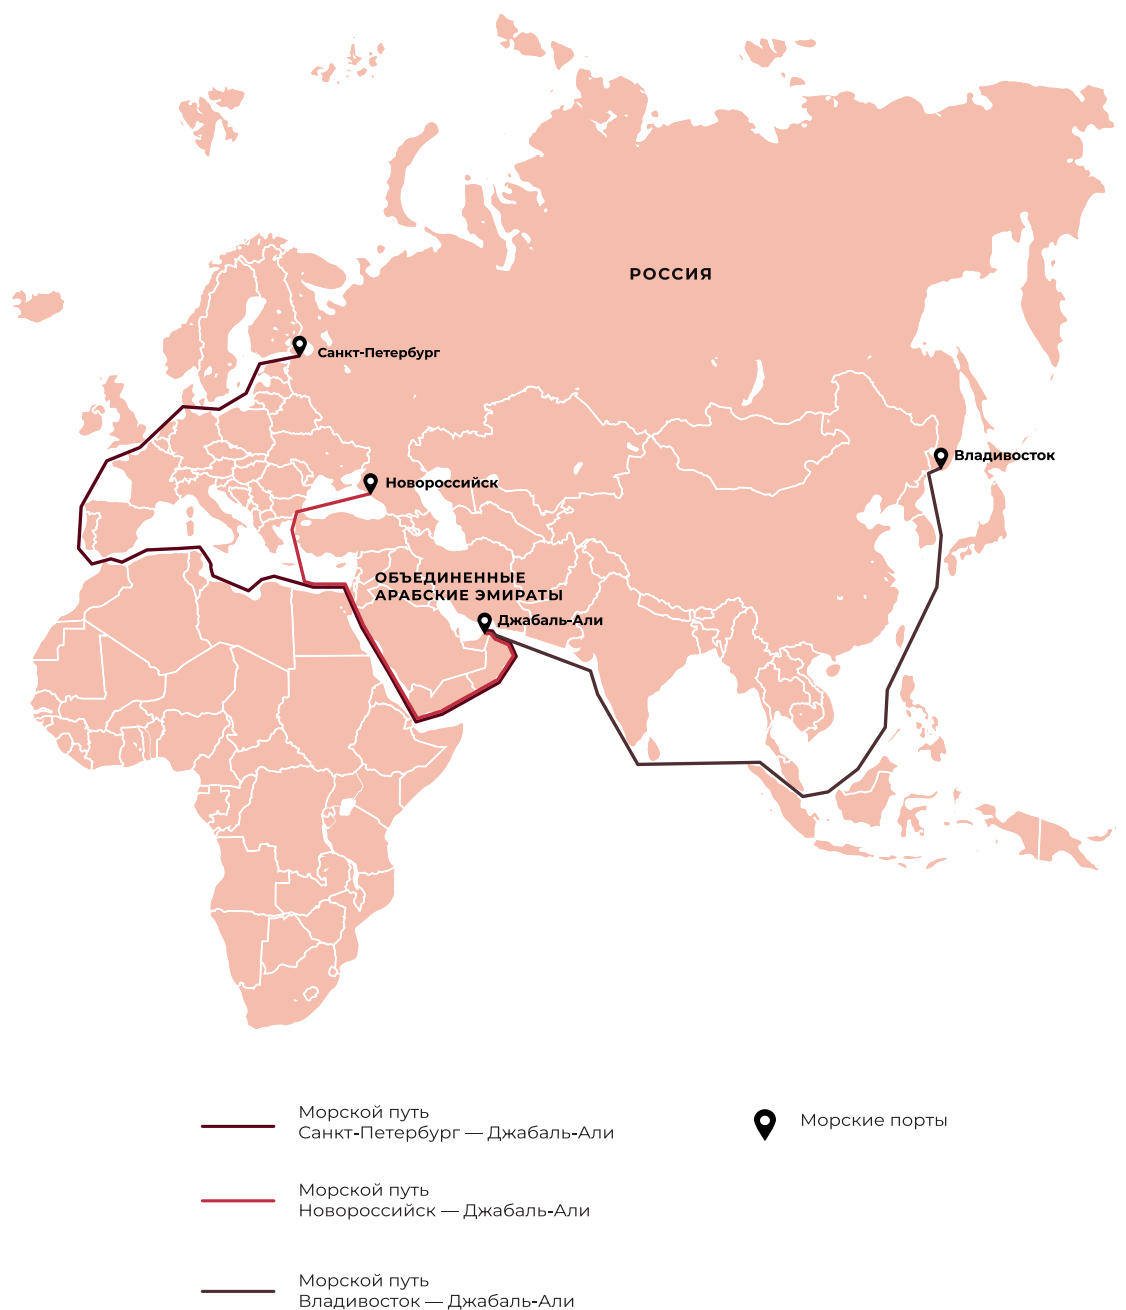 РОССИЯ
Санкт-Петербург
Владивосток
Новороссийск
ОБЪЕДИНЕННЫЕ
АРАБСКИЕ ЭМИРАТЫ
Джабаль-Али
Морской путь
Санкт-Петербург — Джабаль-Али
Морские порты
Морской путь
Новороссийск — Джабаль-Али
Морской путь
Владивосток — Джабаль-Али